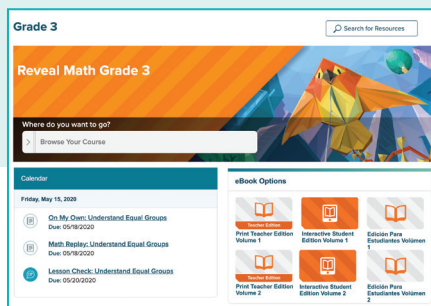 Grade 3
Search for Resources
Reveal Math Grade 3
Where do you want to go?
Browse Your Course
Calendar
Friday, May 15, 2020
On My Own: Understand Equal Groups
Due: 05/18/2020
Math Replay: Understand Equal Groups
Due: 05/18/2020
Lesson Check: Understand Equal Groups
Due: 05/20/2020
eBook Options
Teacher Edition
Print Teacher Edition
Volume 1
Interactive Student
Edition Volume 1
Edición Para
Estudiantes Volúmen
1
Teacher Edition
Print Teacher Edition
Volume 2
Interactive Student
Edition Volume 2
Edición Para
Estudiantes Volúmen
2